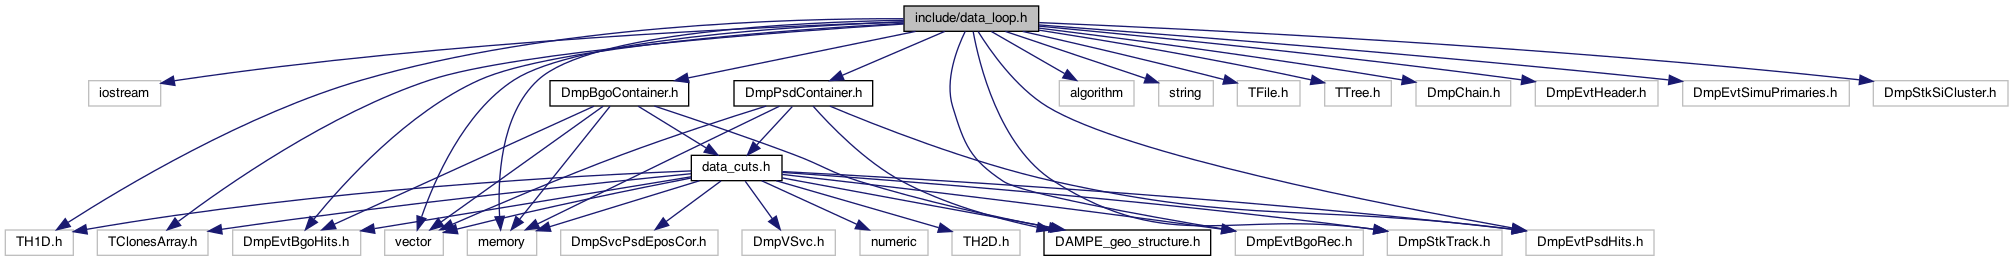 include/data_loop.h
iostream
DmpBgoContainer.h
DmpPsdContainer.h
algorithm
string
TFile.h
TTree.h
DmpChain.h
DmpEvtHeader.h
DmpEvtSimuPrimaries.h
DmpStkSiCluster.h
data_cuts.h
TH1D.h
TClonesArray.h
DmpEvtBgoHits.h
vector
memory
DmpSvcPsdEposCor.h
DmpVSvc.h
numeric
TH2D.h
DAMPE_geo_structure.h
DmpEvtBgoRec.h
DmpStkTrack.h
DmpEvtPsdHits.h